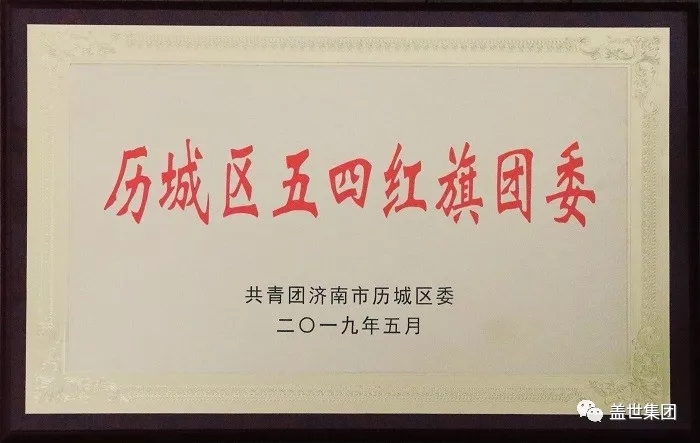 历城区五四红旗团委
共青团济南市历城区委
二〇一九年五月
盖世集团